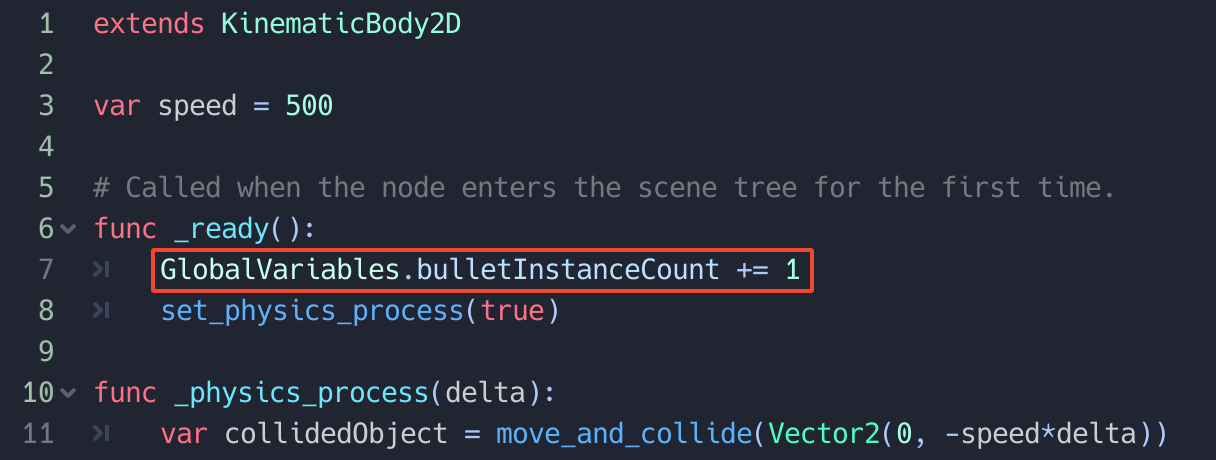 1 extends KinematicBody2D
2
3 var speed = 500
4
5 # Called when the node enters the scene tree for the first time.
6 func _ready():
7 GlobalVariables.bulletInstanceCount += 1
8 set_physics_process(true)
9
10 func _physics_process(delta):
11 var collidedObject = move_and_collide(Vector2(0, -speed*delta))